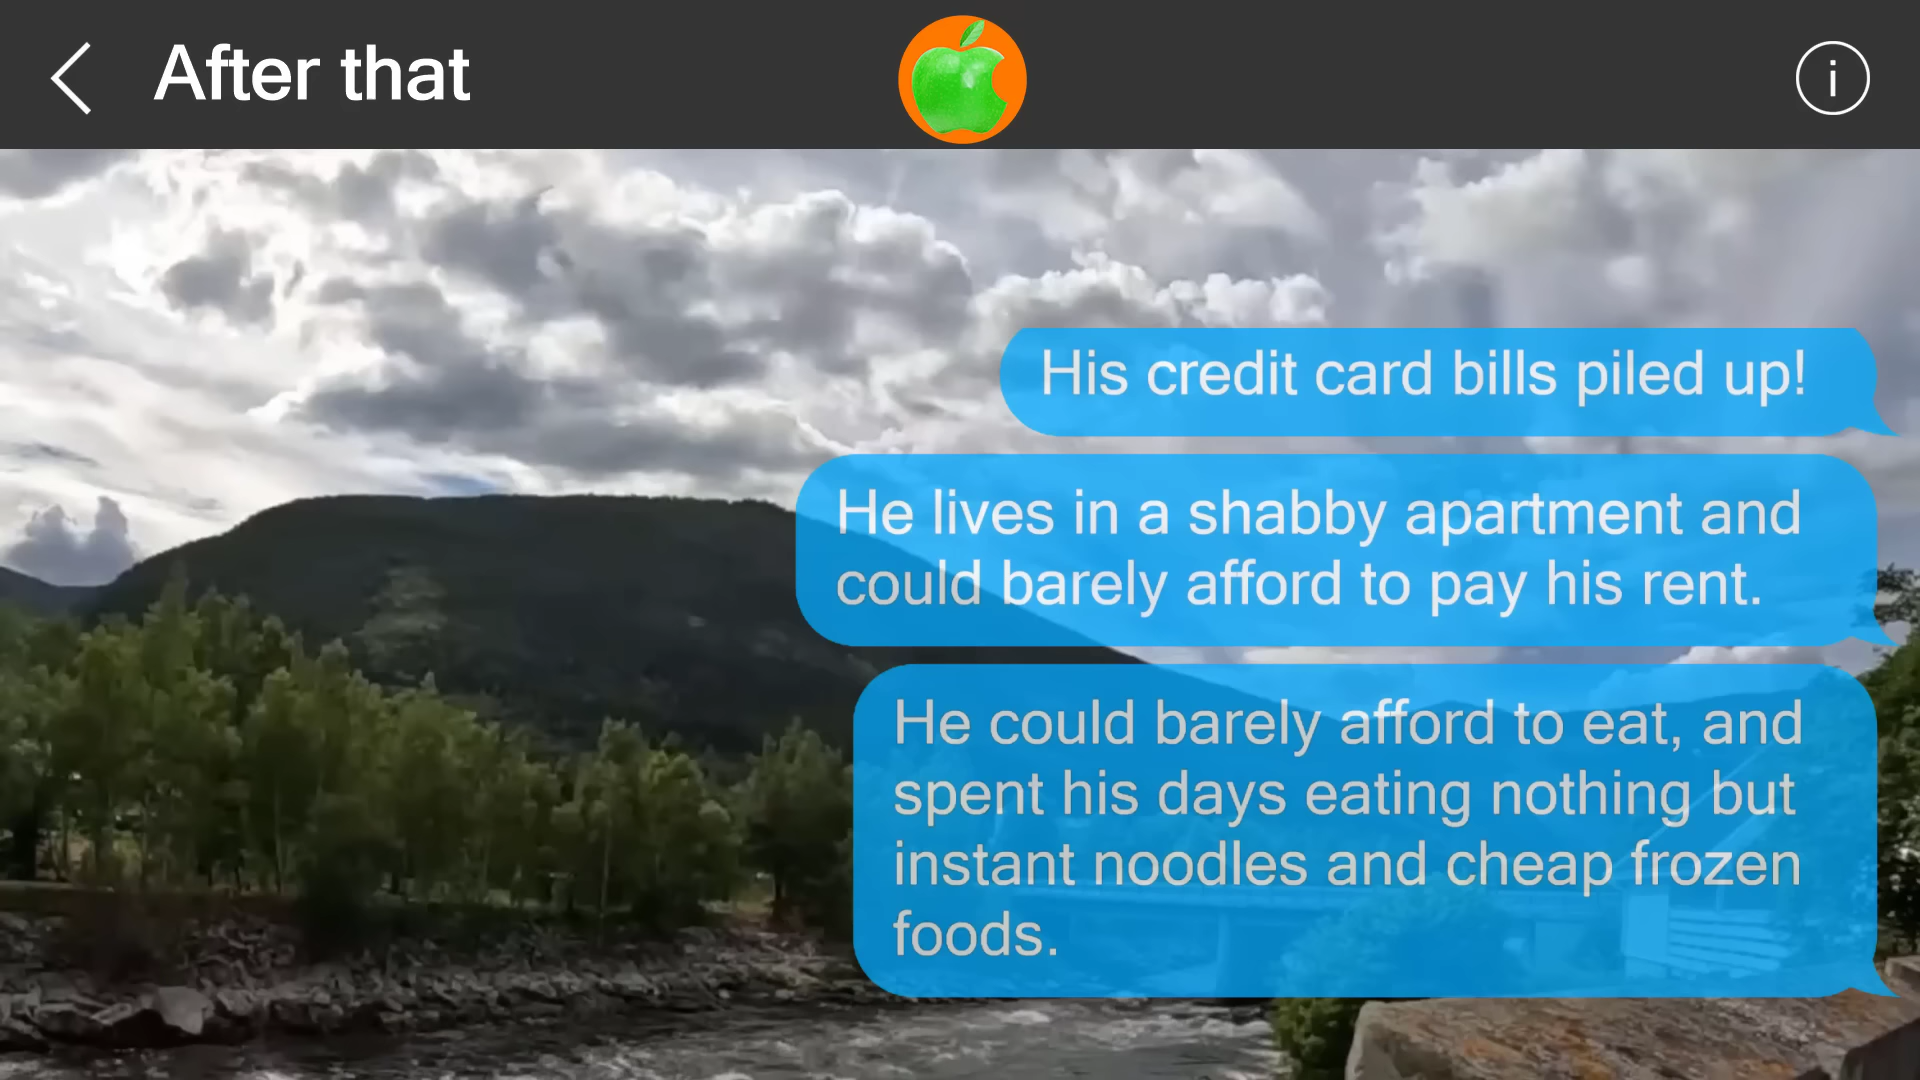 After that
i
His credit card bills piled up!
He lives in a shabby apartment and
could barely afford to pay his rent.
He could barely afford to eat, and
spent his days eating nothing but
instant noodles and cheap frozen
foods.